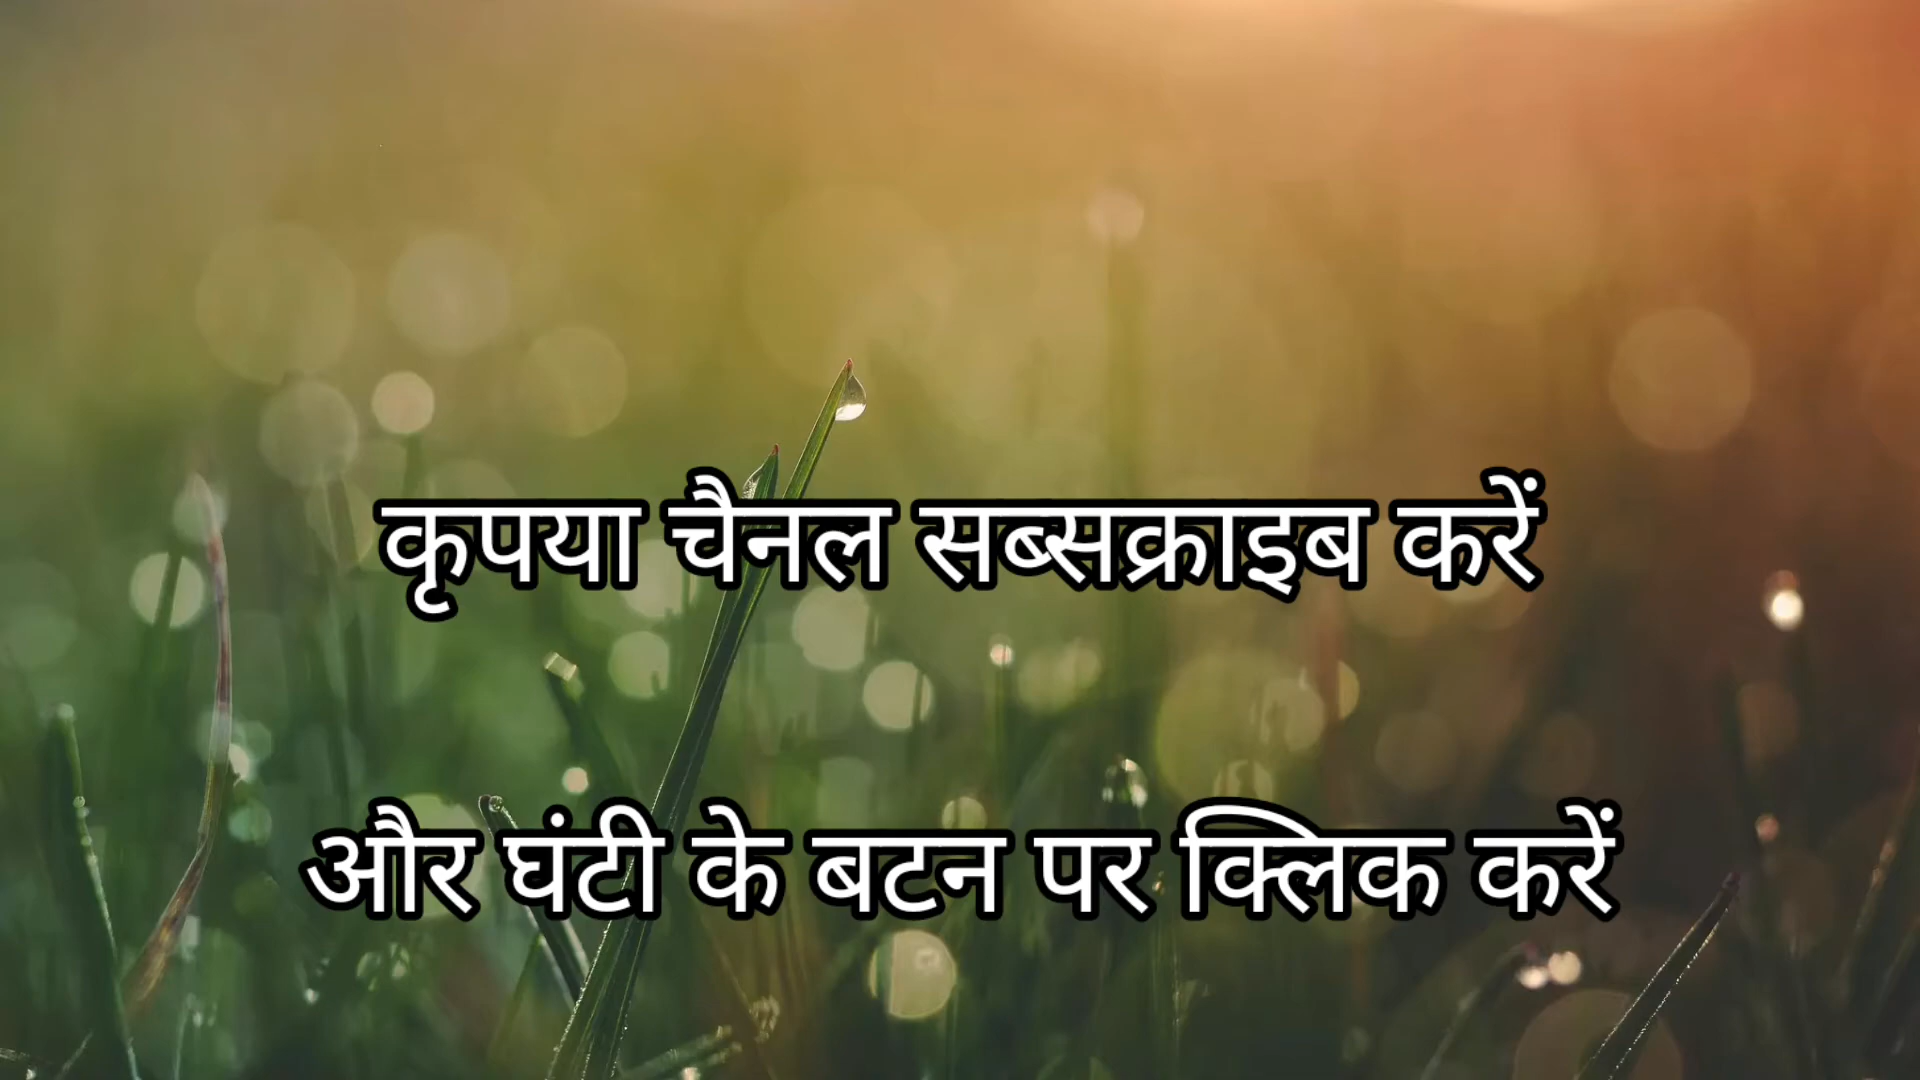 कृपया चैनल सब्सक्राइब करें
और घंटी के बटन पर क्लिक करें